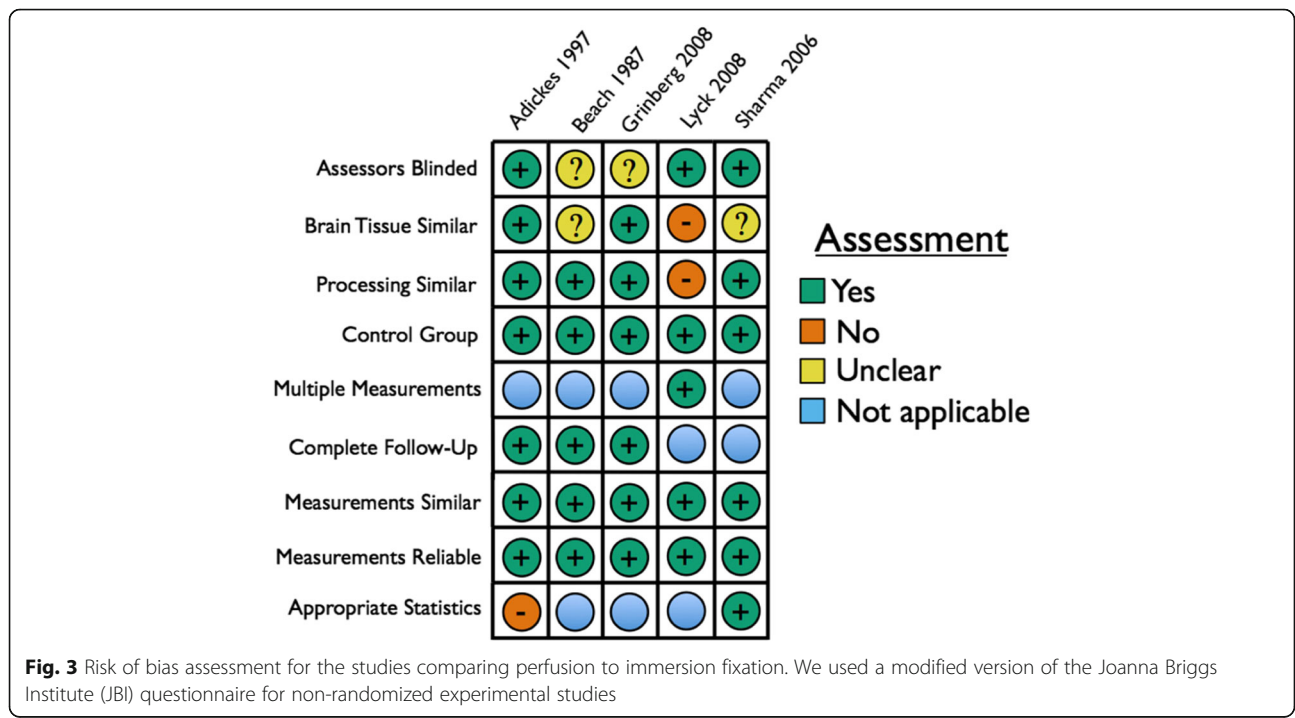 Adickes 1997 Beach 1987 Grinberg 2008 Lyck 2008 Sharma 2006
Assessors Blinded + ? ? + +
Brain Tissue Similar + ? + - ?
Processing Similar + + + - +
Control Group + + + + +
Multiple Measurements +
Complete Follow-Up + + +
Measurements Similar + + + + +
Measurements Reliable + + + + +
Appropriate Statistics - +
Assessment
Yes
No
Unclear
Not applicable
Fig. 3 Risk of bias assessment for the studies comparing perfusion to immersion fixation. We used a modified version of the Joanna Briggs
Institute (JBI) questionnaire for non-randomized experimental studies